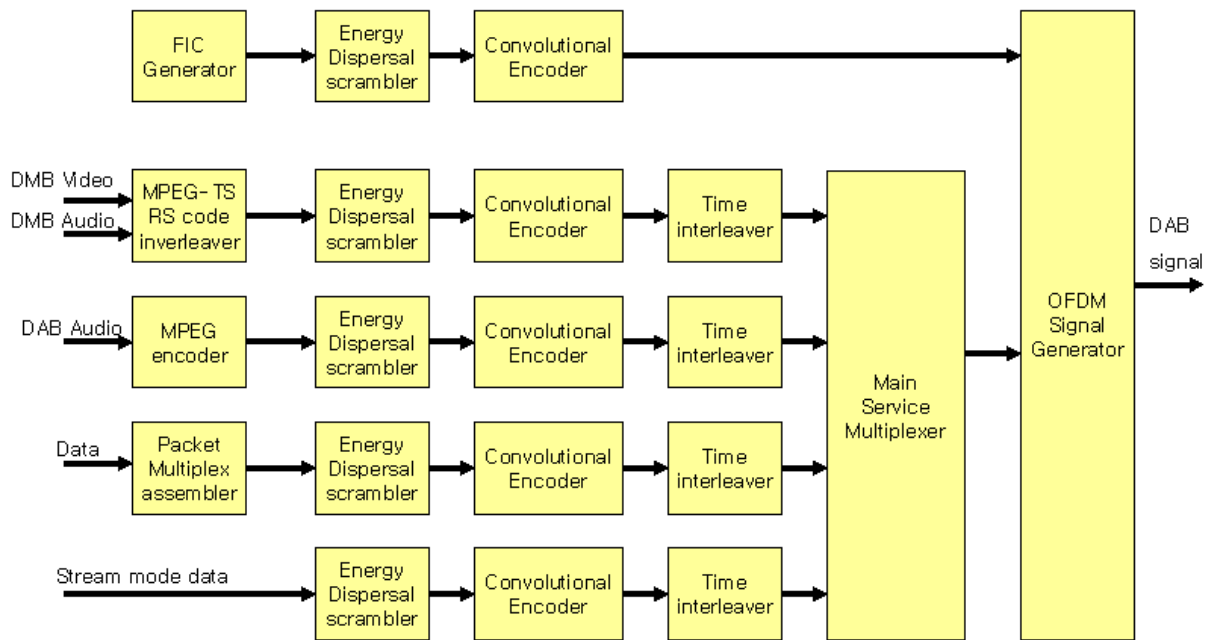 FIC
Generator
Energy
Dispersal
scrambler
Convolutional
Encoder
DMB Video
DMB Audio
MPEG-TS
RS code
inverleaver
Energy
Dispersal
scrambler
Convolutional
Encoder
Time
interleaver
DAB Audio
MPEG
encoder
Energy
Dispersal
scrambler
Convolutional
Encoder
Time
interleaver
Data
Packet
Multiplex
assembler
Energy
Dispersal
scrambler
Convolutional
Encoder
Time
interleaver
Stream mode data
Energy
Dispersal
scrambler
Convolutional
Encoder
Time
interleaver
Main
Service
Multiplexer
OFDM
Signal
Generator
DAB
signal